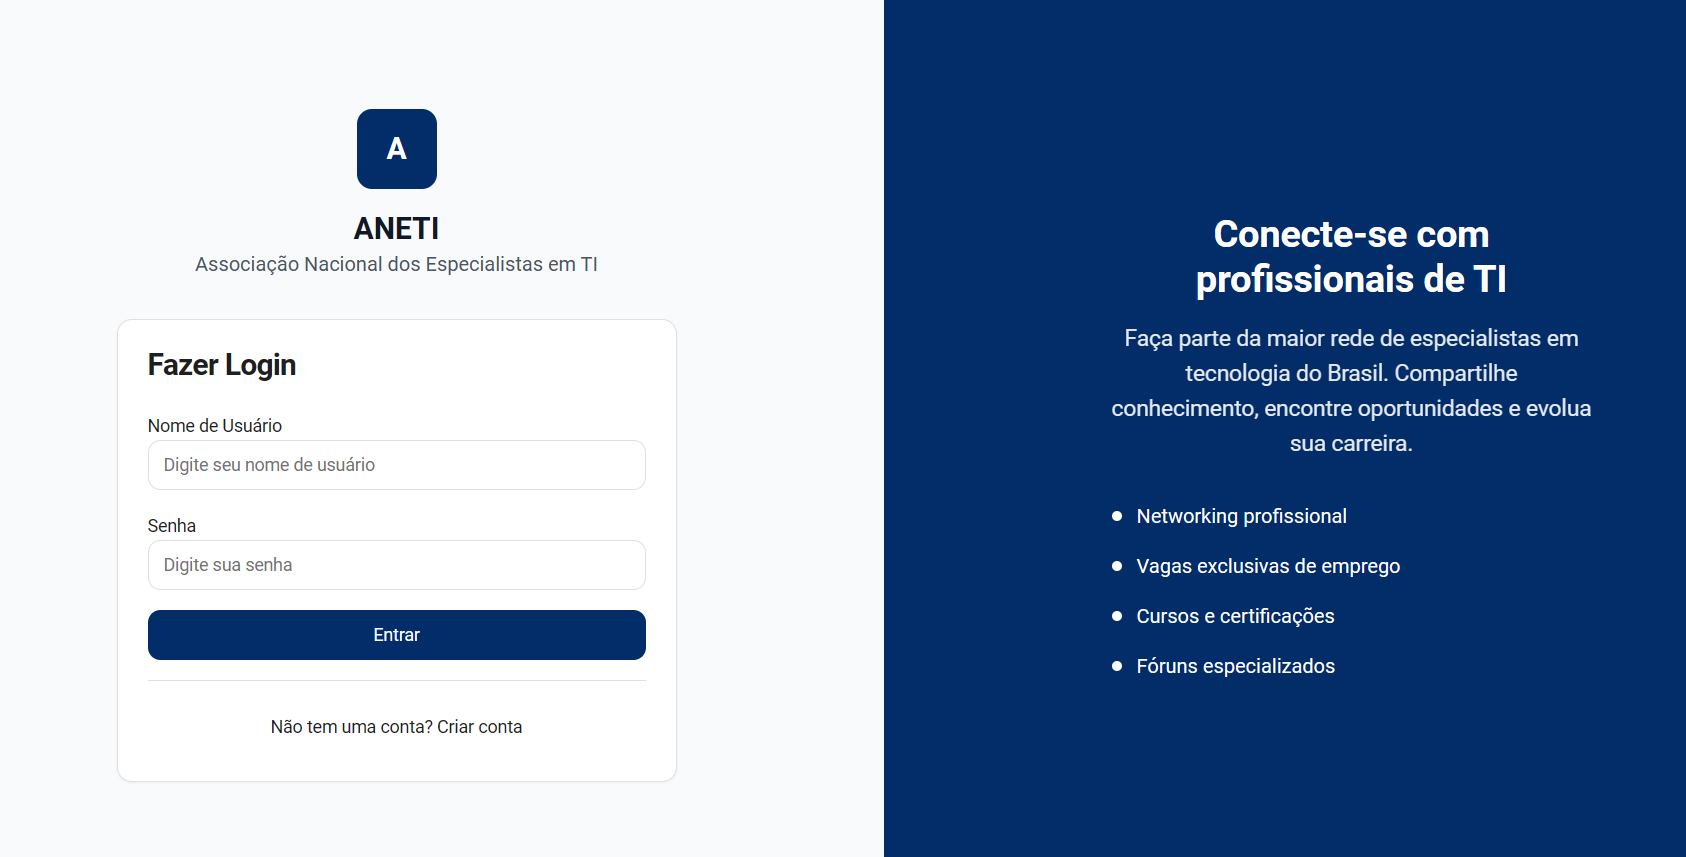 A
ANETI
Associação Nacional dos Especialistas em TI
Fazer Login
Nome de Usuário
Digite seu nome de usuário
Senha
Digite sua senha
Entrar
Não tem uma conta? Criar conta
Conecte-se com
profissionais de TI
Faça parte da maior rede de especialistas em
tecnologia do Brasil. Compartilhe
conhecimento, encontre oportunidades e evolua
sua carreira.
Networking profissional
Vagas exclusivas de emprego
Cursos e certificações
Fóruns especializados